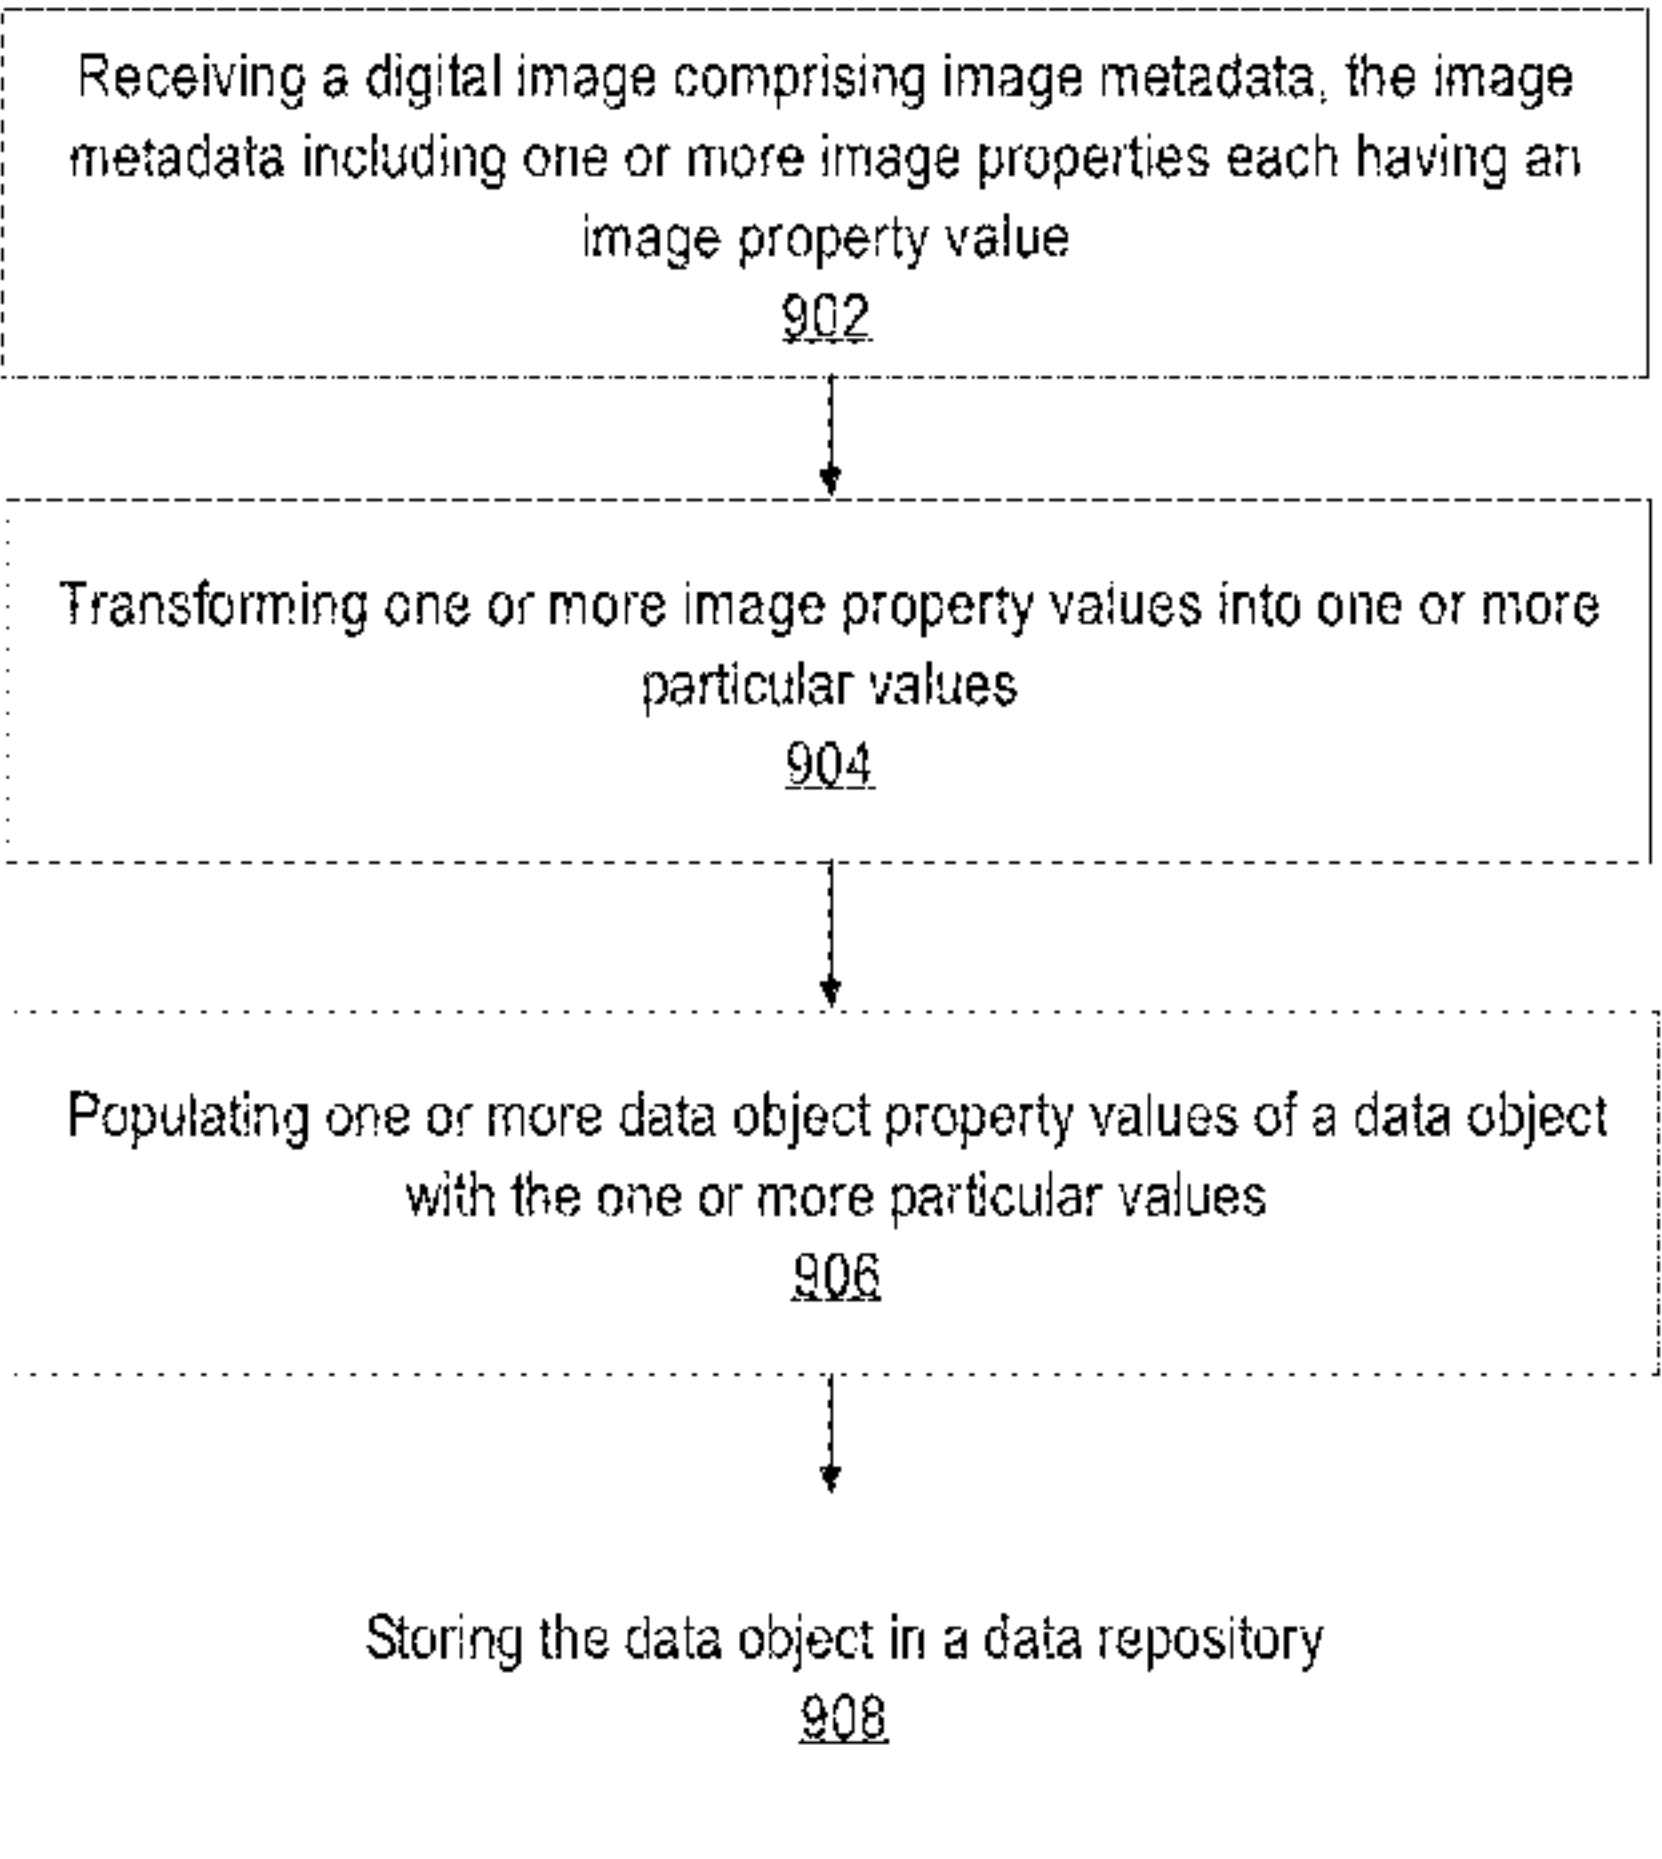 Receiving a digital image comprising image metadata, the image
metadata including one or more image properties each having an
image property value
902
Transforming one or more image property values into one or more
particular values
904
Populating one or more data object property values of a data object
with the one or more particular values
906
Storing the data object in a data repository
908